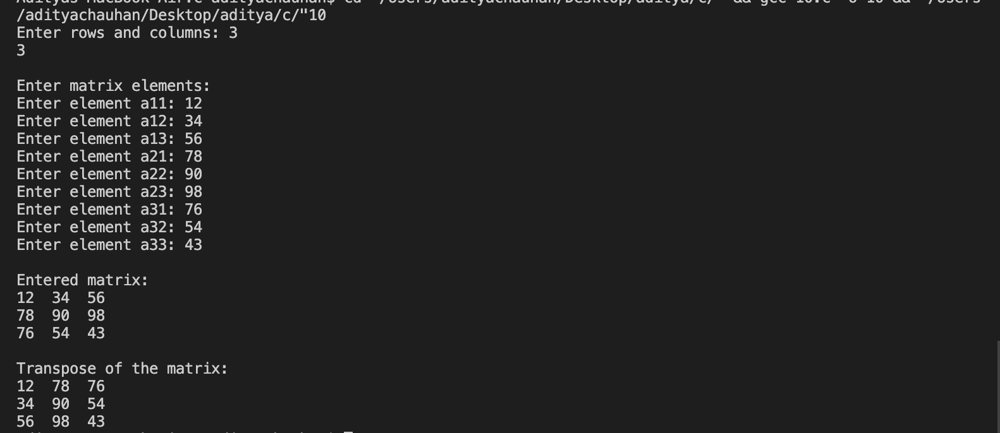 /adityachauhan/Desktop/aditya/c/"10
Enter rows and columns: 3
3
Enter matrix elements:
Enter element a11: 12
Enter element a12: 34
Enter element a13: 56
Enter element a21: 78
Enter element a22: 90
Enter element a23: 98
Enter element a31: 76
Enter element a32: 54
Enter element a33: 43
Entered matrix:
12 34 56
78 90 98
76 54 43
Transpose of the matrix:
12 78 76
34 90 54
56 98 43